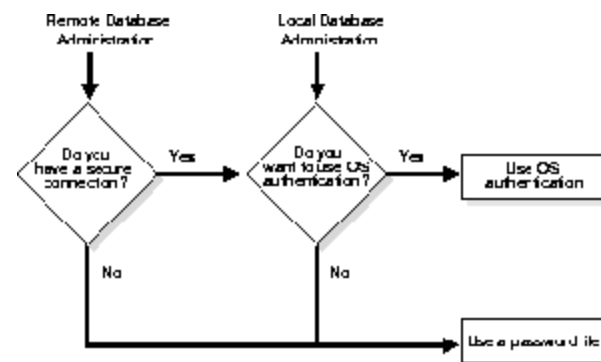 Remote Database
Administration
Local Database
Administration
Do you
have a secure
connection?
Yes
Do you
want to use OS
authentication?
Yes
Use OS
authentication
No
No
Use a password file